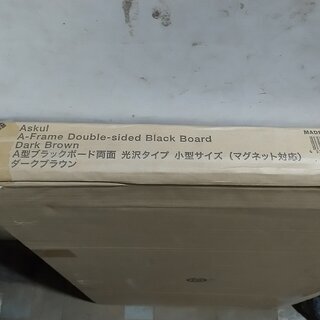 Askul
A-Frame Double-sided Black Board
Dark Brown
A型ブラックボード両面 光沢タイプ 小型サイズ（マグネット対応）
ダークブラウン
MADE